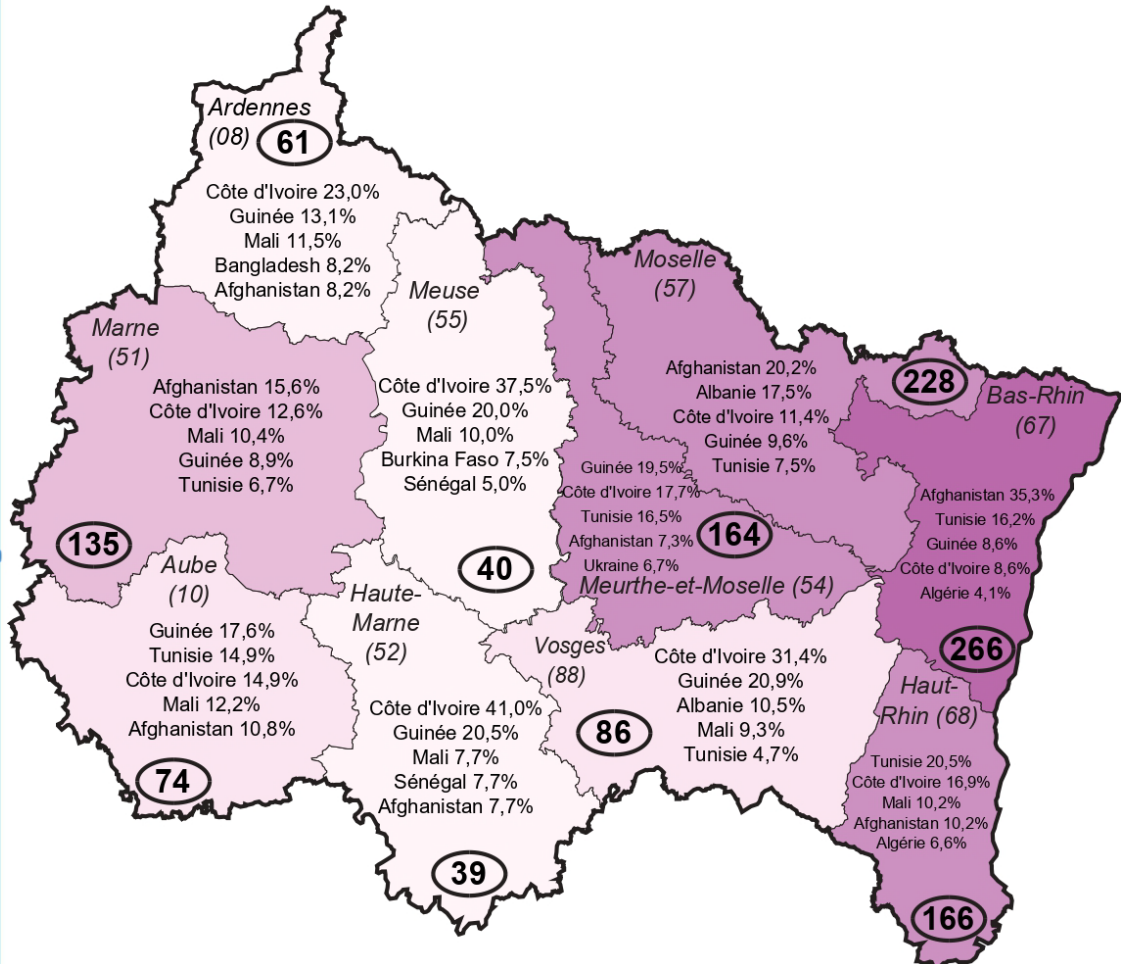 Ardennes
(08)
61
Côte d'Ivoire 23,0%
Guinée 13,1%
Mali 11,5%
Bangladesh 8,2%
Afghanistan 8,2%
Marne
(51)
Afghanistan 15,6%
Côte d'Ivoire 12,6%
Mali 10,4%
Guinée 8,9%
Tunisie 6,7%
135
Meuse
(55)
Côte d'Ivoire 37,5%
Guinée 20,0%
Mali 10,0%
Burkina Faso 7,5%
Sénégal 5,0%
40
Moselle
(57)
Afghanistan 20,2%
Albanie 17,5%
Côte d'Ivoire 11,4%
Guinée 9,6%
Tunisie 7,5%
228
Guinée 19,5%
Côte d'Ivoire 17,7%
Tunisie 16,5%
Afghanistan 7,3%
Ukraine 6,7%
164
Meurthe-et-Moselle (54)
Bas-Rhin
(67)
Afghanistan 35,3%
Tunisie 16,2%
Guinée 8,6%
Côte d'Ivoire 8,6%
Algérie 4,1%
266
Aube
(10)
Guinée 17,6%
Tunisie 14,9%
Côte d'Ivoire 14,9%
Mali 12,2%
Afghanistan 10,8%
74
Haute-
Marne
(52)
Côte d'Ivoire 41,0%
Guinée 20,5%
Mali 7,7%
Sénégal 7,7%
Afghanistan 7,7%
39
Vosges
(88)
Côte d'Ivoire 31,4%
Guinée 20,9%
Albanie 10,5%
Mali 9,3%
Tunisie 4,7%
86
Haut-
Rhin (68)
Tunisie 20,5%
Côte d'Ivoire 16,9%
Mali 10,2%
Afghanistan 10,2%
Algérie 6,6%
166